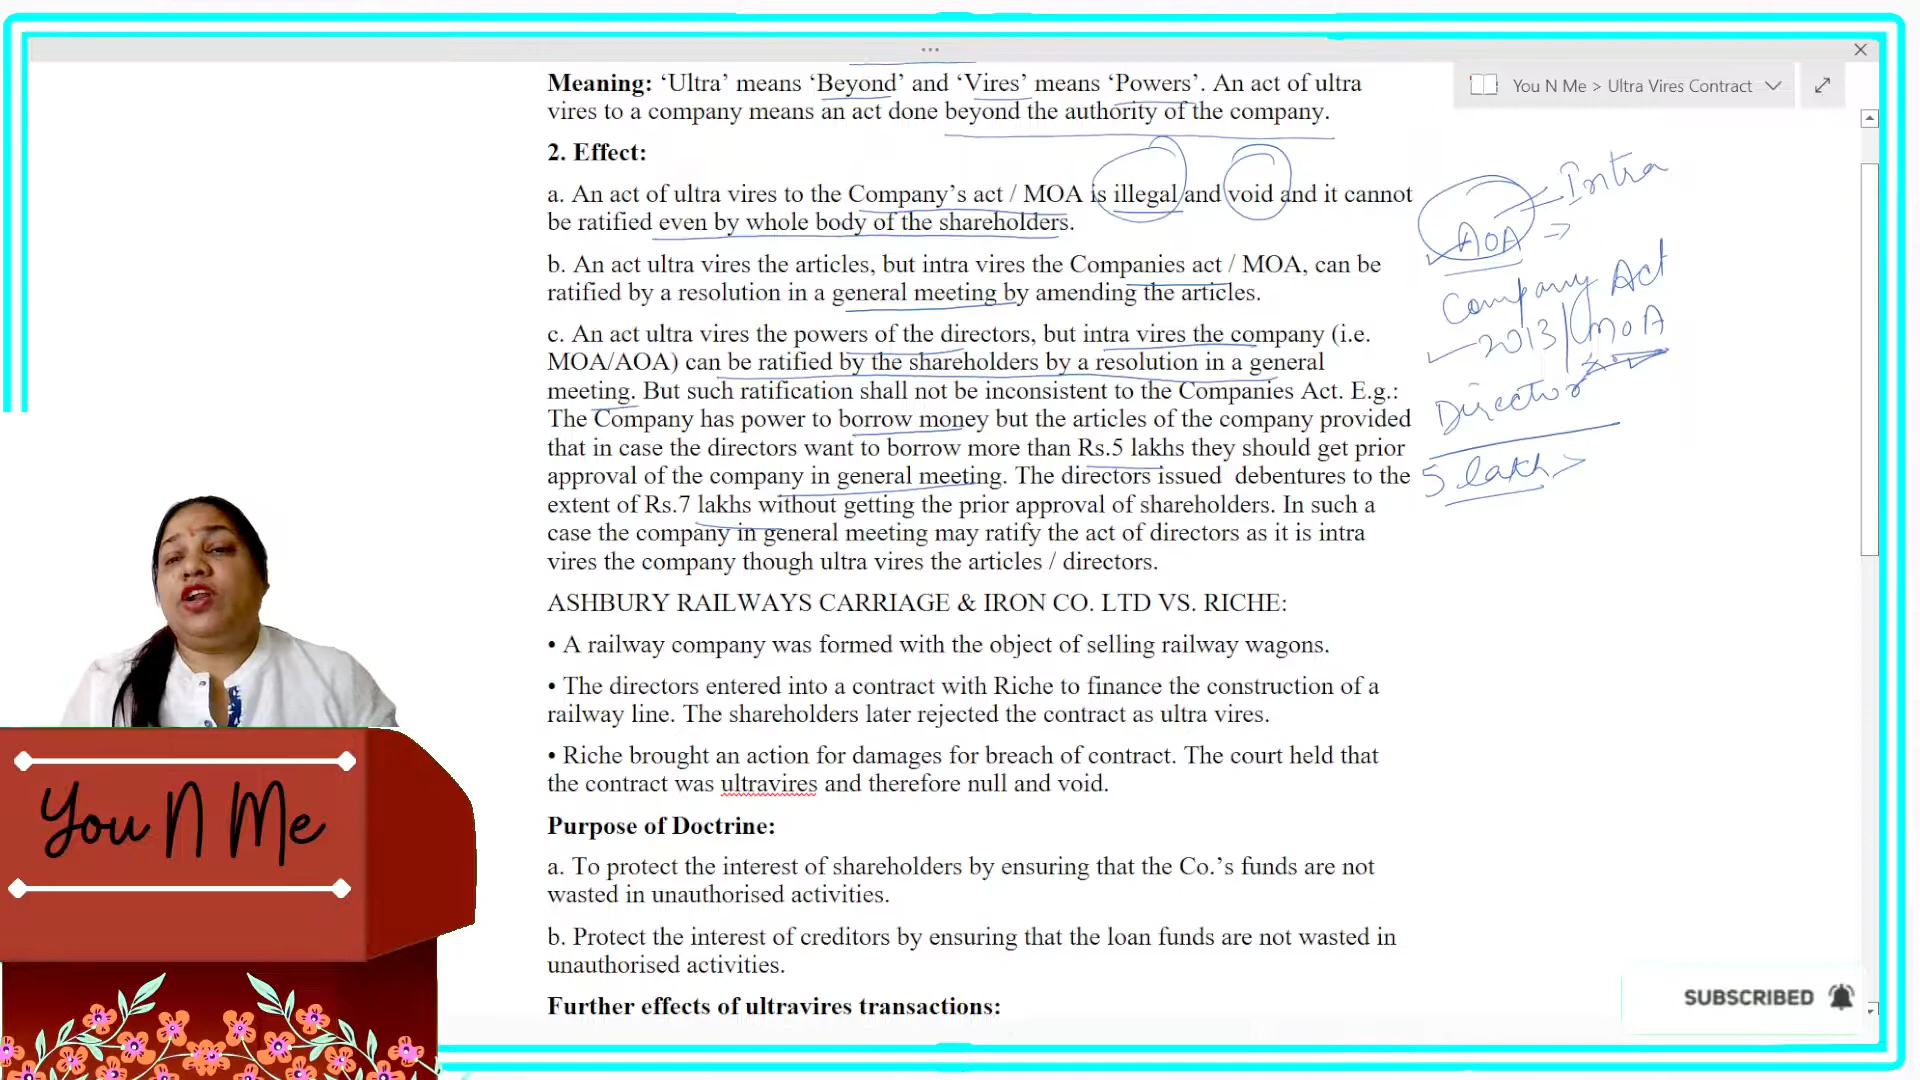 ...
You N Me > Ultra Vires Contract
Meaning: ‘Ultra’ means ‘Beyond’ and ‘Vires’ means ‘Powers’. An act of ultra
vires to a company means an act done beyond the authority of the company.
2. Effect:
a. An act of ultra vires to the Company’s act / MOA is illegal and void and it cannot
be ratified even by whole body of the shareholders.
b. An act ultra vires the articles, but intra vires the Companies act / MOA, can be
ratified by a resolution in a general meeting by amending the articles.
c. An act ultra vires the powers of the directors, but intra vires the company (i.e.
MOA/AOA) can be ratified by the shareholders by a resolution in a general
meeting. But such ratification shall not be inconsistent to the Companies Act. E.g.:
The Company has power to borrow money but the articles of the company provided
that in case the directors want to borrow more than Rs.5 lakhs they should get prior
approval of the company in general meeting. The directors issued debentures to the
extent of Rs.7 lakhs without getting the prior approval of shareholders. In such a
case the company in general meeting may ratify the act of directors as it is intra
vires the company though ultra vires the articles / directors.
ASHBURY RAILWAYS CARRIAGE & IRON CO. LTD VS. RICHE:
• A railway company was formed with the object of selling railway wagons.
• The directors entered into a contract with Riche to finance the construction of a
railway line. The shareholders later rejected the contract as ultra vires.
• Riche brought an action for damages for breach of contract. The court held that
the contract was ultravires and therefore null and void.
Purpose of Doctrine:
a. To protect the interest of shareholders by ensuring that the Co.’s funds are not
wasted in unauthorised activities.
b. Protect the interest of creditors by ensuring that the loan funds are not wasted in
unauthorised activities.
Further effects of ultravires transactions:
Intra
AOA =>
Company Act
2013 / MOA
Director
5 lakh >
You N Me
SUBSCRIBED